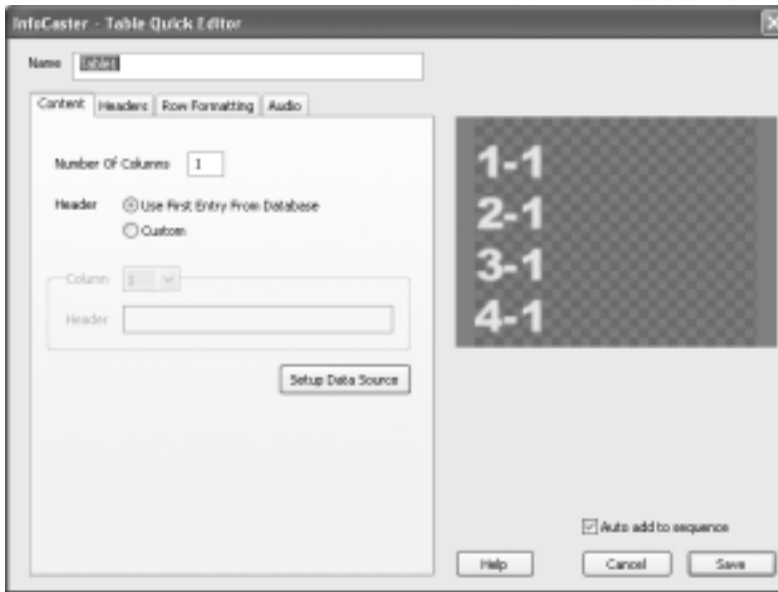 InfoCaster - Table Quick Editor
Name Table1
Content Headers Row Formatting Audio
Number Of Columns 1
Header Use First Entry From Database
Custom
Column 1
Header
Setup Data Source
1-1
2-1
3-1
4-1
Auto add to sequence
Help Cancel Save